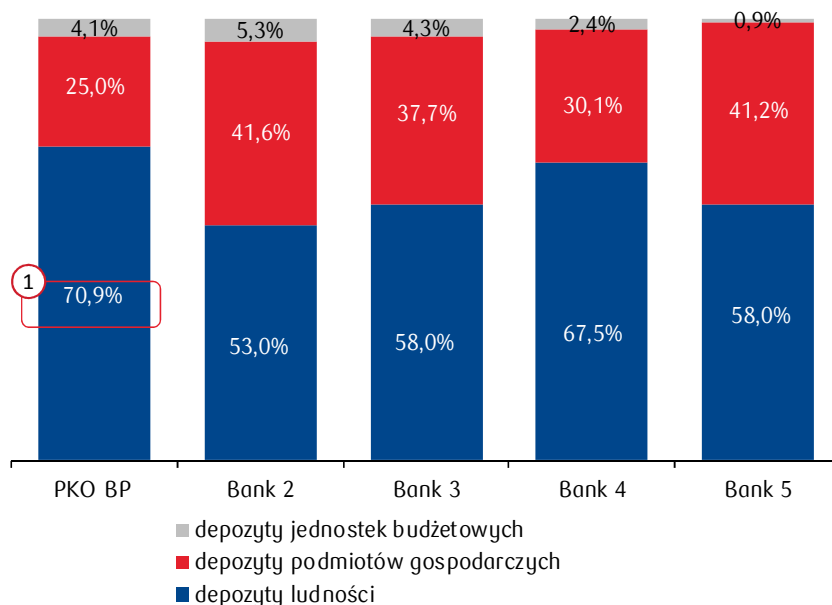 4,1% 5,3% 4,3% 2,4% 0,9%
25,0% 41,6% 37,7% 30,1% 41,2%
1
70,9% 53,0% 58,0% 67,5% 58,0%
PKO BP Bank 2 Bank 3 Bank 4 Bank 5
depozyty jednostek budżetowych
depozyty podmiotów gospodarczych
depozyty ludności